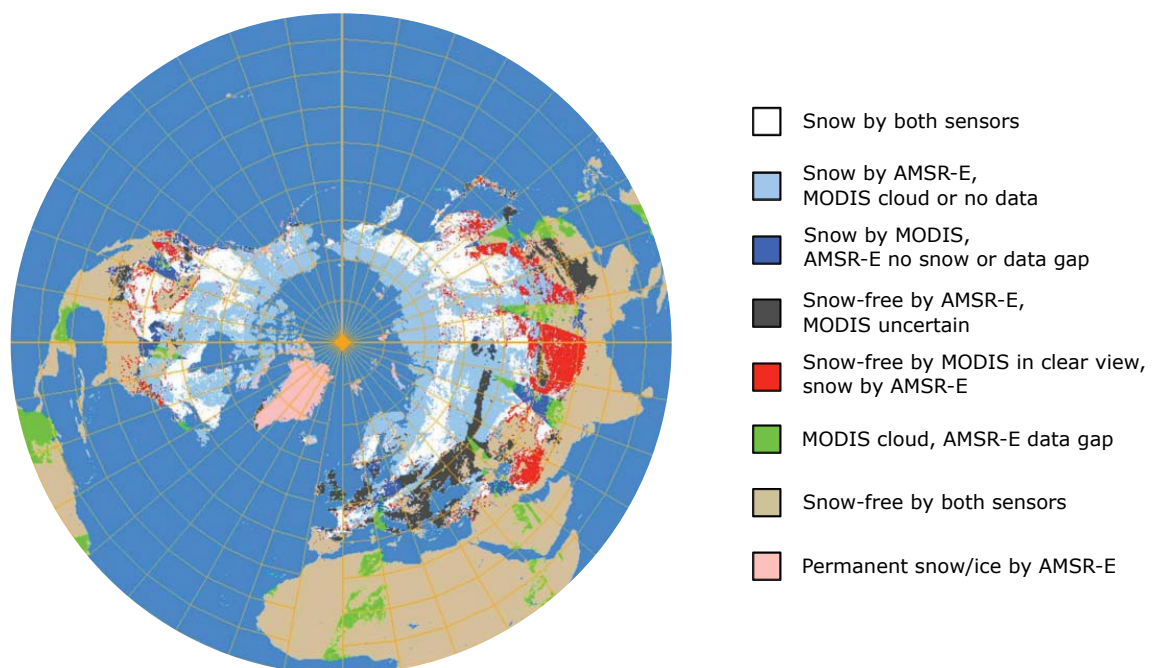 Snow by both sensors
Snow by AMSR-E,
MODIS cloud or no data
Snow by MODIS,
AMSR-E no snow or data gap
Snow-free by AMSR-E,
MODIS uncertain
Snow-free by MODIS in clear view,
snow by AMSR-E
MODIS cloud, AMSR-E data gap
Snow-free by both sensors
Permanent snow/ice by AMSR-E